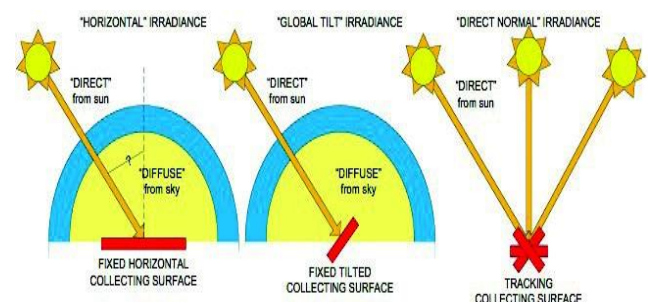 "HORIZONTAL" IRRADIANCE
"DIRECT"
from sun
?
"DIFFUSE"
from sky
FIXED HORIZONTAL
COLLECTING SURFACE
"GLOBAL TILT" IRRADIANCE
"DIRECT"
from sun
"DIFFUSE"
from sky
FIXED TILTED
COLLECTING SURFACE
"DIRECT NORMAL" IRRADIANCE
"DIRECT"
from sun
TRACKING
COLLECTING SURFACE